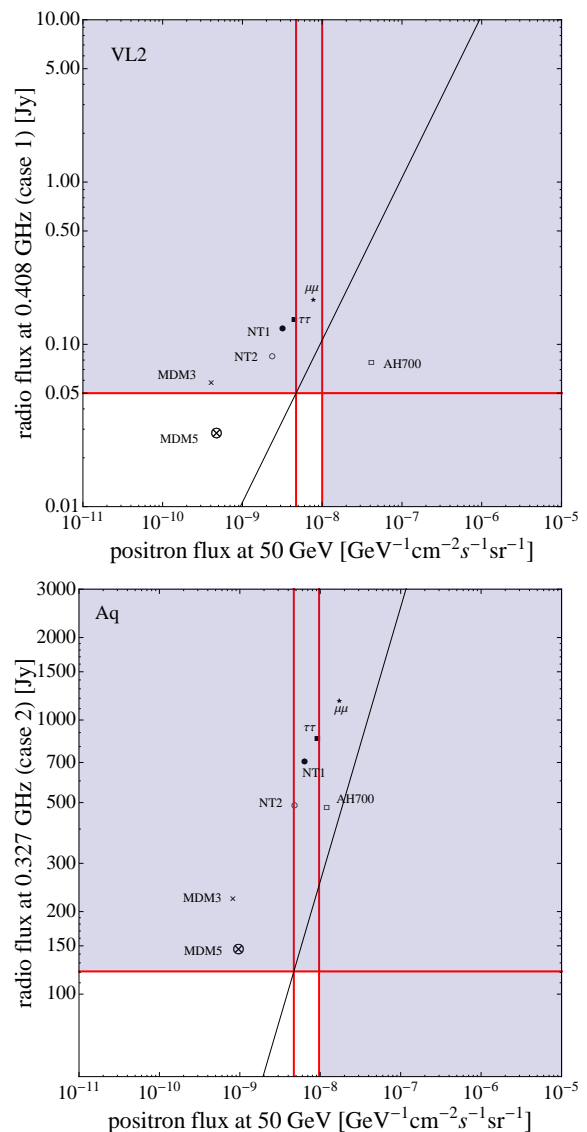 VL2
radio flux at 0.408 GHz (case 1) [Jy]
10.00
5.00
1.00
0.50
0.10
0.05
0.01
μμ
ττ
NT1
NT2
AH700
MDM3
MDM5
10⁻¹¹ 10⁻¹⁰ 10⁻⁹ 10⁻⁸ 10⁻⁷ 10⁻⁶ 10⁻⁵
positron flux at 50 GeV [GeV⁻¹cm⁻²s⁻¹sr⁻¹]
Aq
radio flux at 0.327 GHz (case 2) [Jy]
3000
2000
1500
1000
700
500
300
200
150
100
μμ
ττ
NT1
NT2
AH700
MDM3
MDM5
10⁻¹¹ 10⁻¹⁰ 10⁻⁹ 10⁻⁸ 10⁻⁷ 10⁻⁶ 10⁻⁵
positron flux at 50 GeV [GeV⁻¹cm⁻²s⁻¹sr⁻¹]